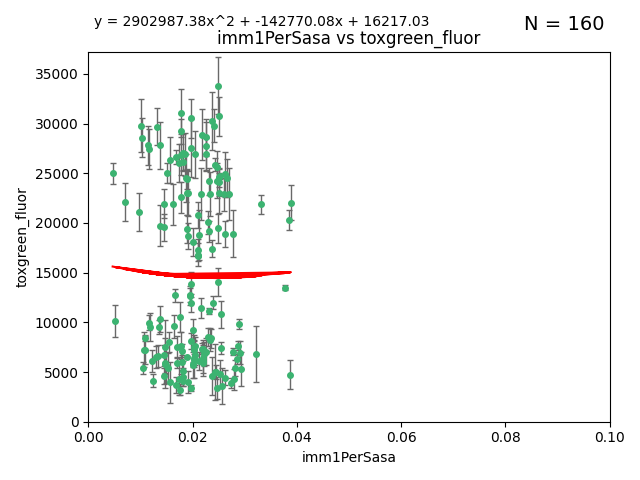 y = 2902987.38x^2 + -142770.08x + 16217.03
N = 160
imm1PerSasa vs toxgreen_fluor
toxgreen_fluor
35000
30000
25000
20000
15000
10000
5000
0
0.00 0.02 0.04 0.06 0.08 0.10
imm1PerSasa